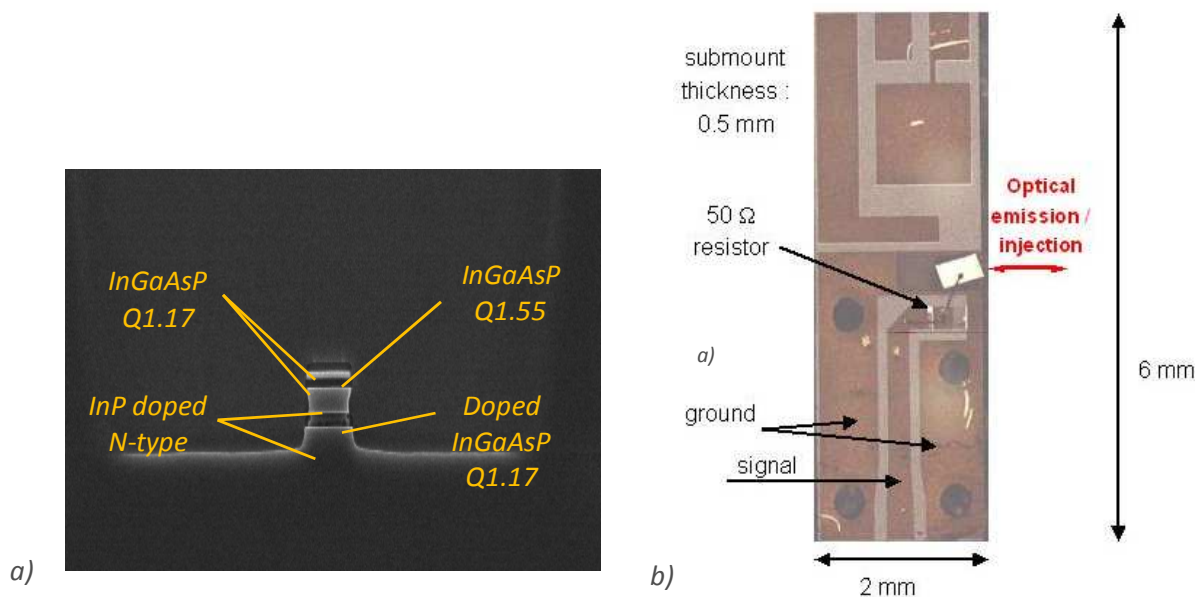 InGaAsP
Q1.17
InGaAsP
Q1.55
InP doped
N-type
Doped
InGaAsP
Q1.17
a)
submount
thickness :
0.5 mm
50 Ω
resistor
Optical
emission /
injection
a)
ground
signal
6 mm
2 mm
b)